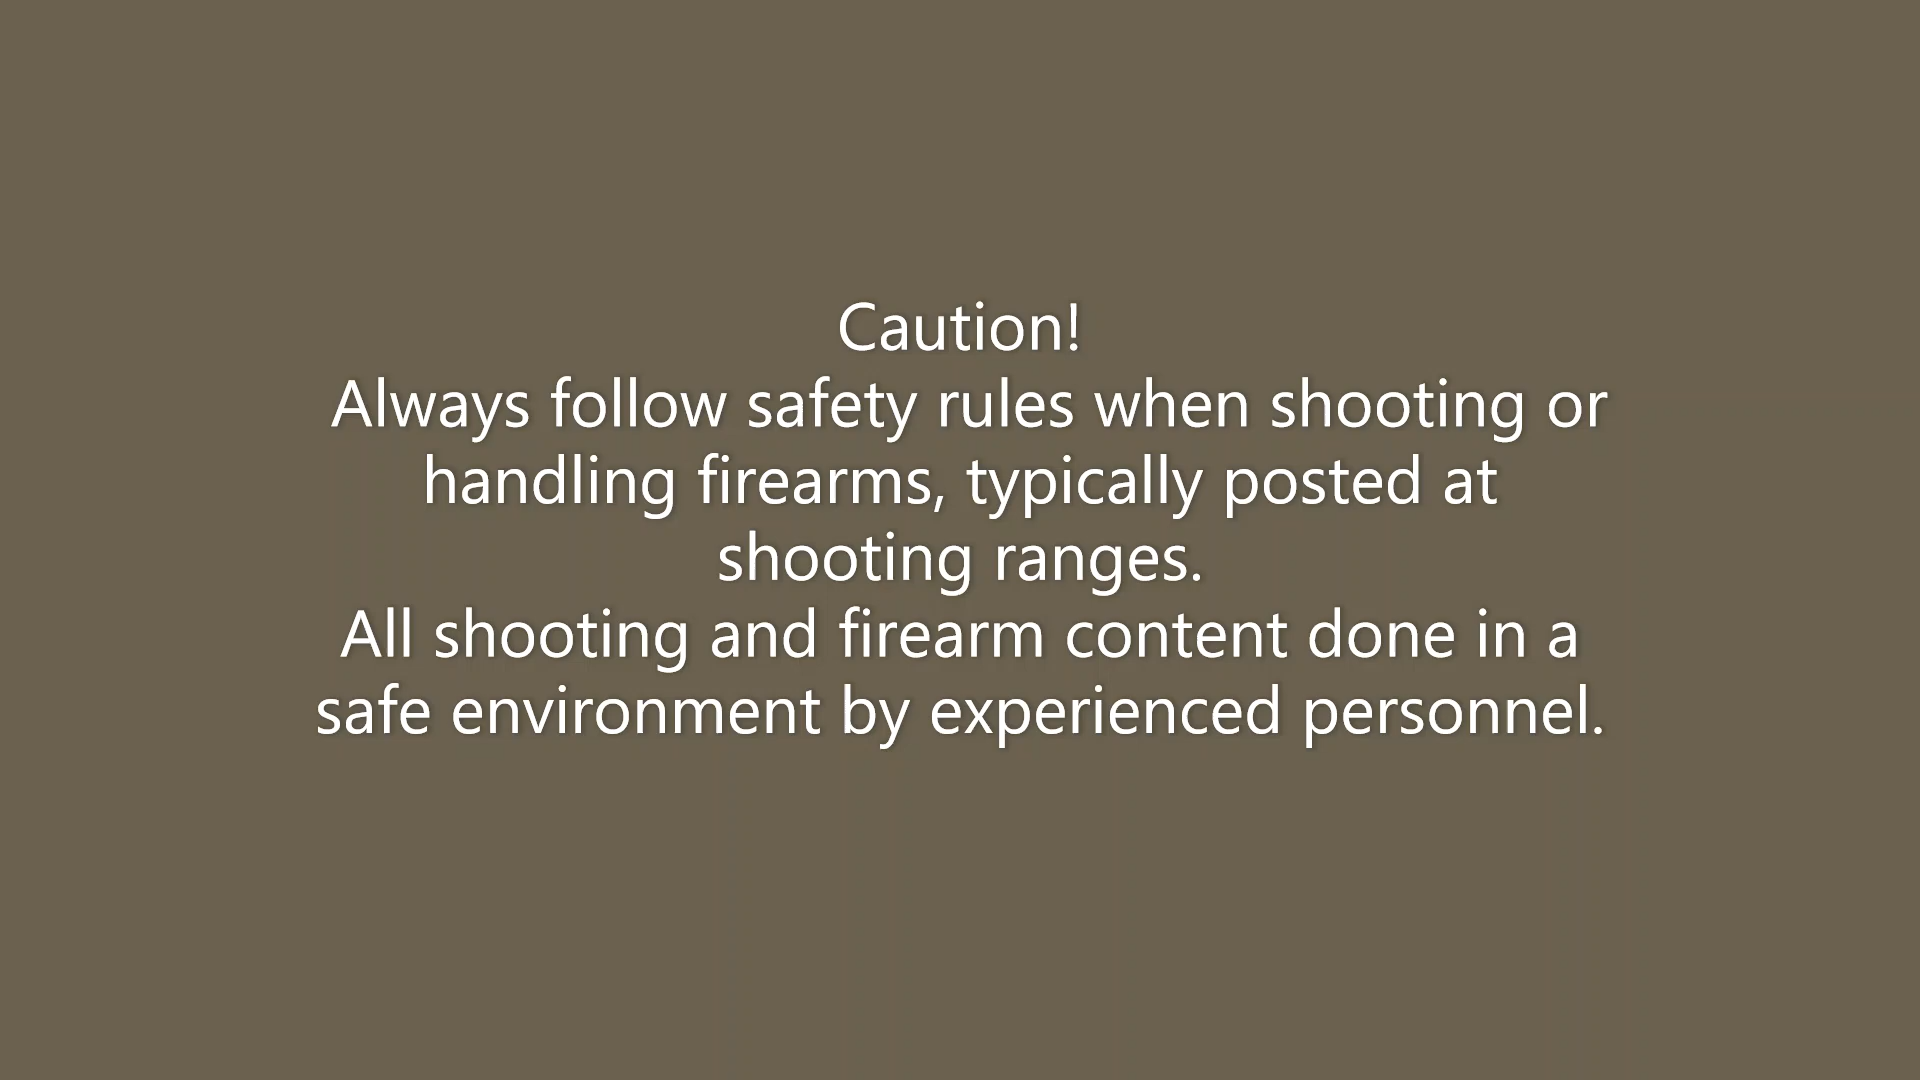 Caution!
Always follow safety rules when shooting or
handling firearms, typically posted at
shooting ranges.
All shooting and firearm content done in a
safe environment by experienced personnel.